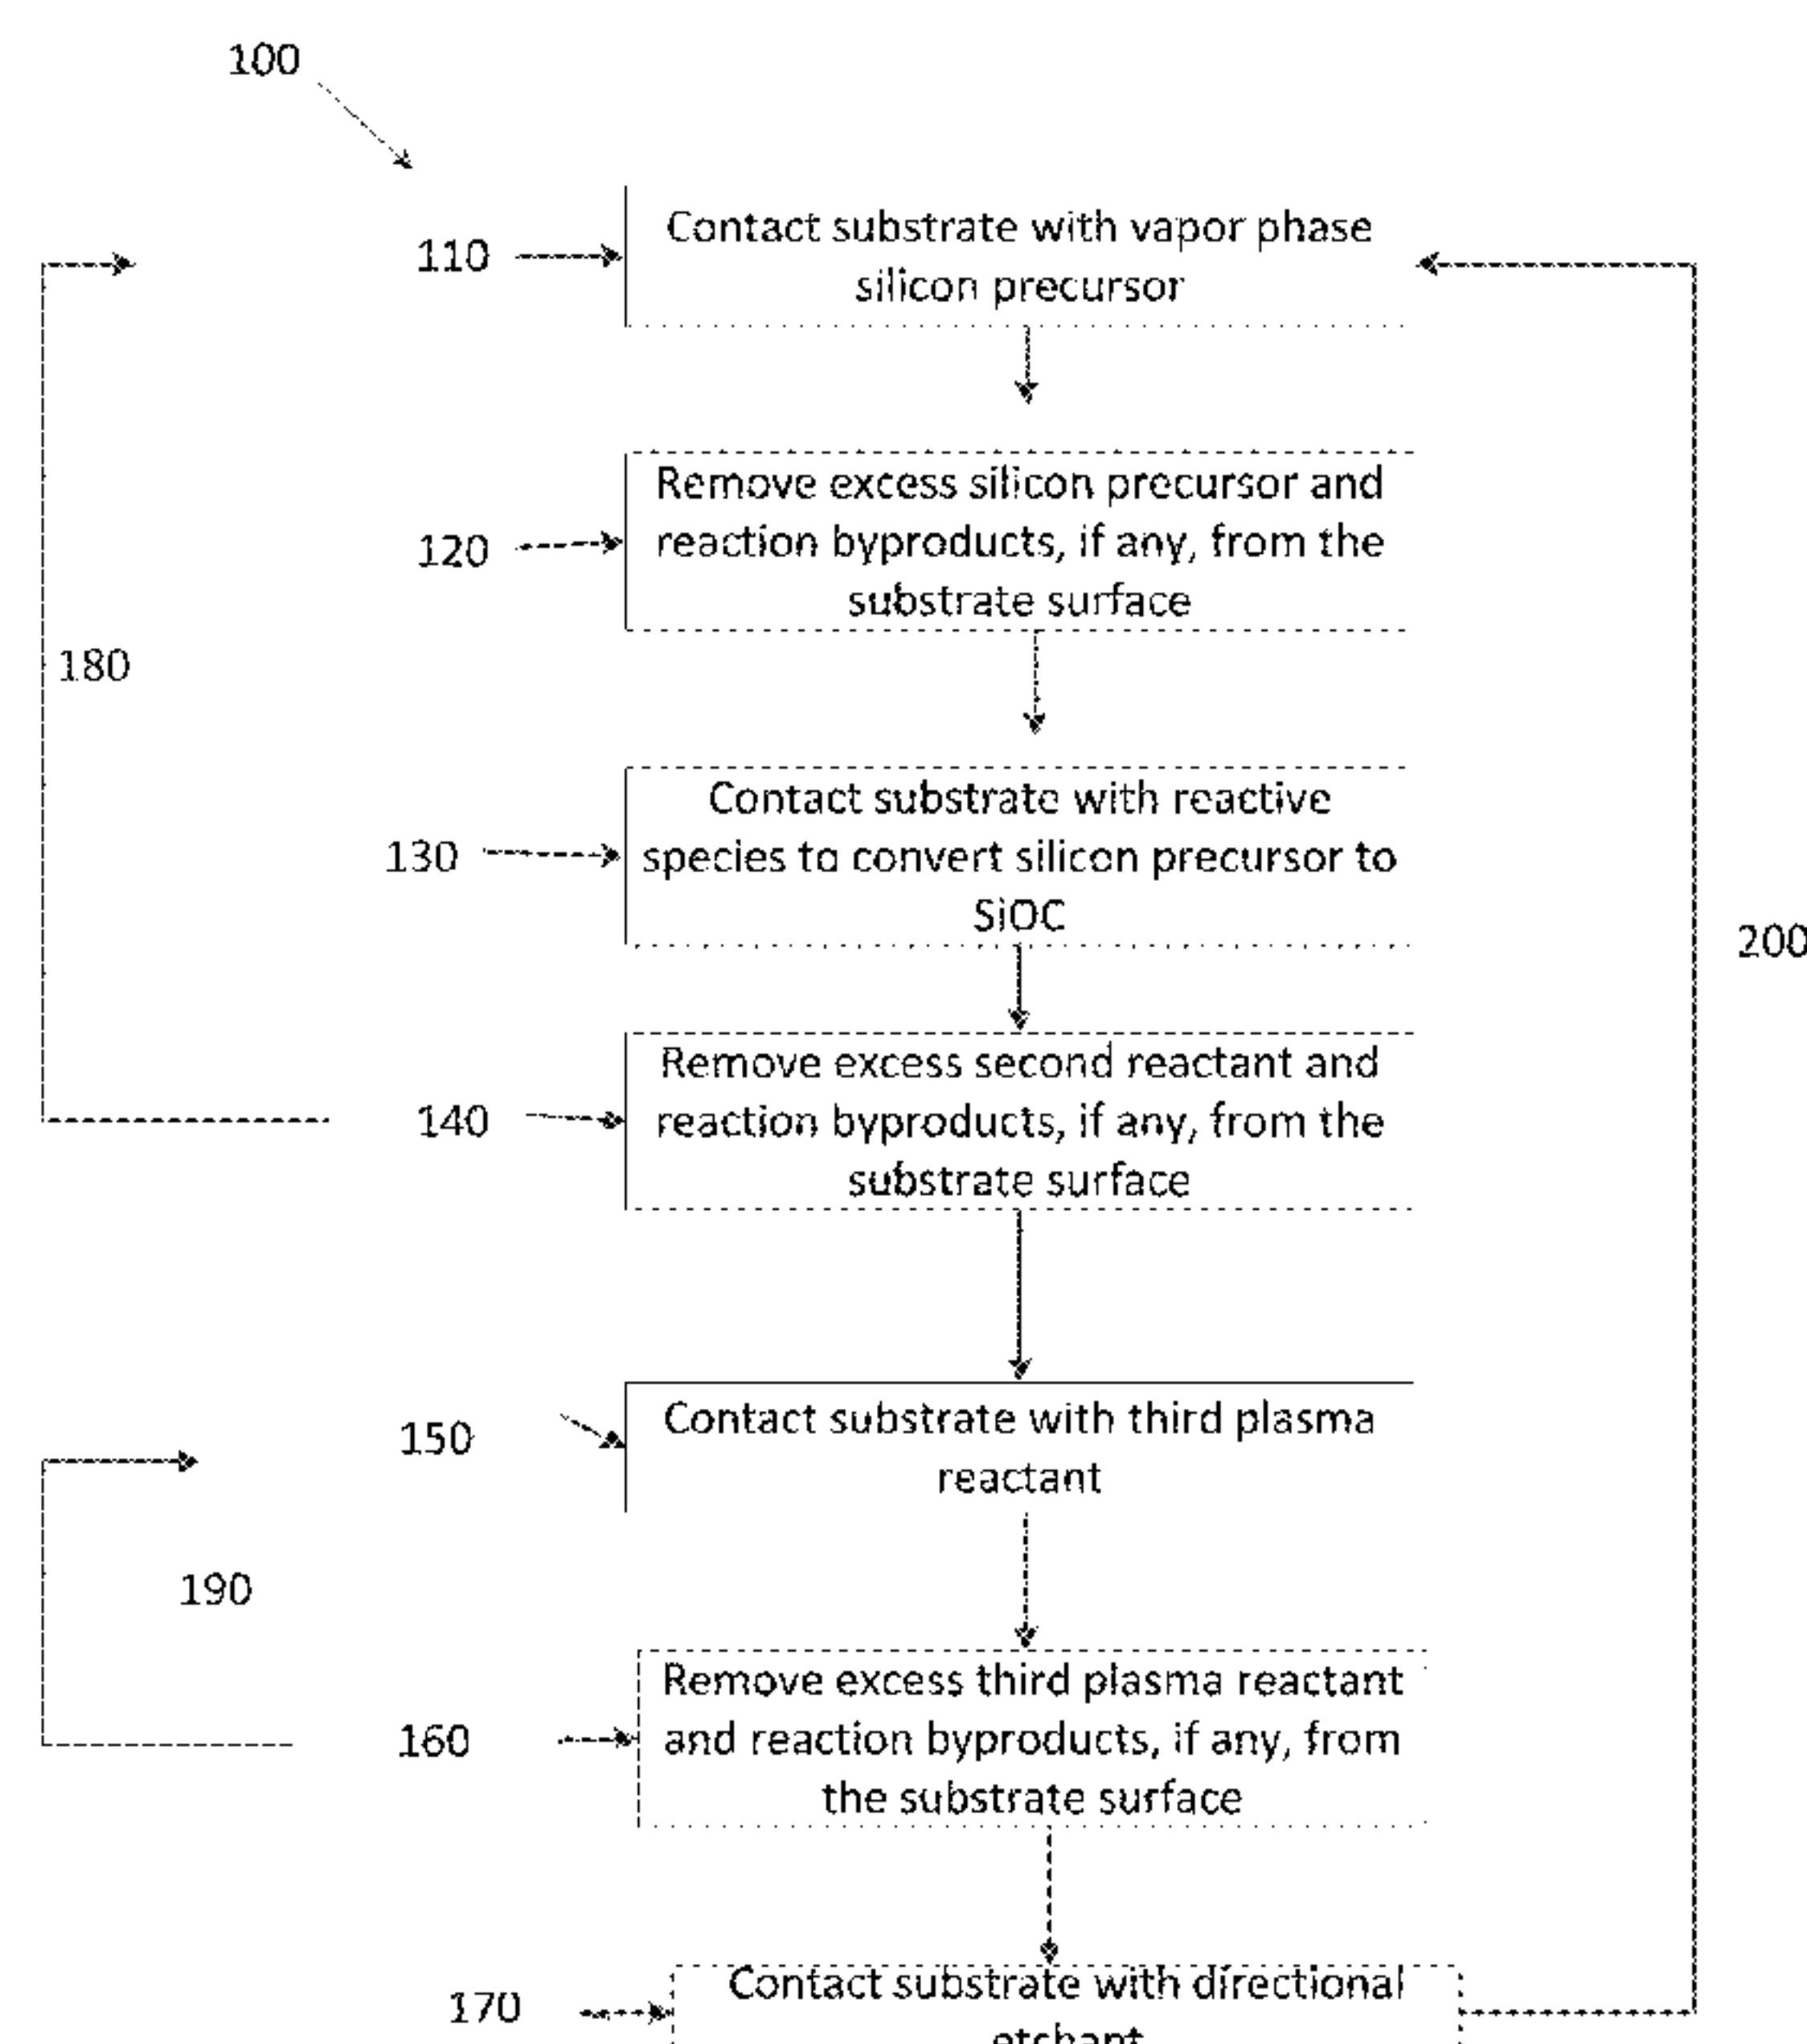 100
110
Contact substrate with vapor phase
silicon precursor
120
Remove excess silicon precursor and
reaction byproducts, if any, from the
substrate surface
180
130
Contact substrate with reactive
species to convert silicon precursor to
SiOC
200
140
Remove excess second reactant and
reaction byproducts, if any, from the
substrate surface
150
Contact substrate with third plasma
reactant
190
160
Remove excess third plasma reactant
and reaction byproducts, if any, from
the substrate surface
170
Contact substrate with directional
etchant